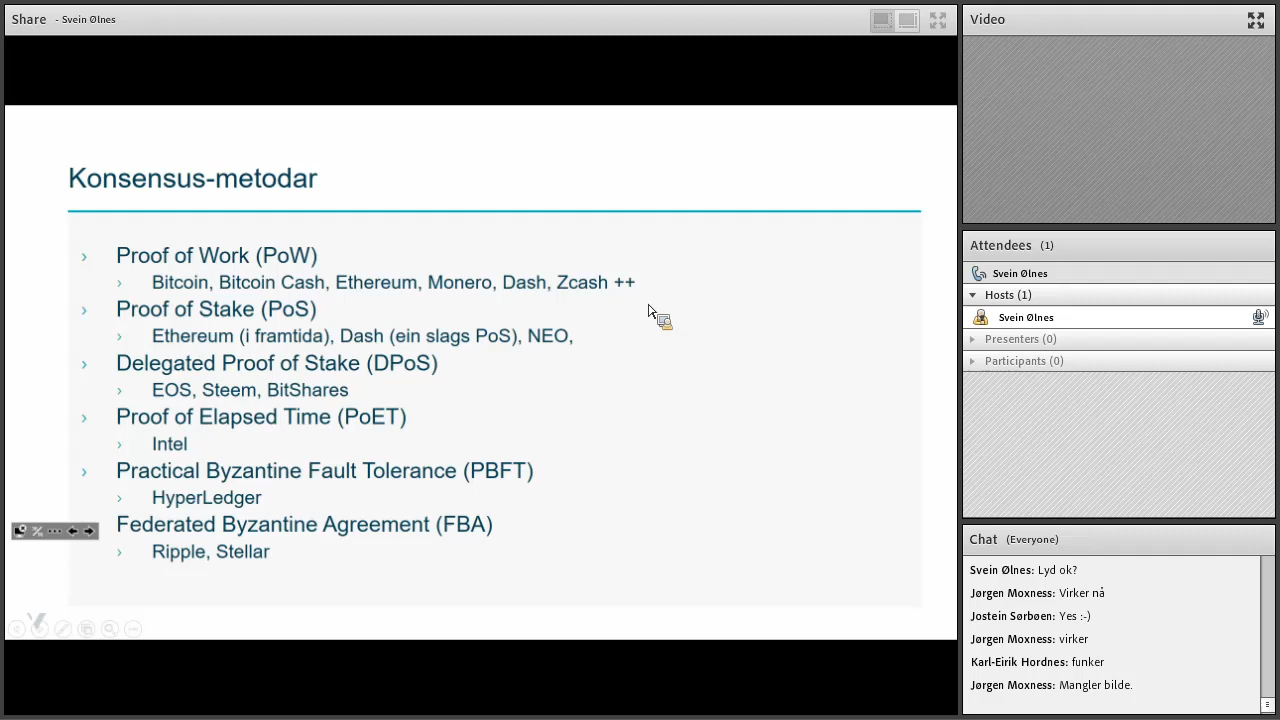 Share - Svein Ølnes
Konsensus-metodar
› Proof of Work (PoW)
› Bitcoin, Bitcoin Cash, Ethereum, Monero, Dash, Zcash ++
› Proof of Stake (PoS)
› Ethereum (i framtida), Dash (ein slags PoS), NEO,
› Delegated Proof of Stake (DPoS)
› EOS, Steem, BitShares
› Proof of Elapsed Time (PoET)
› Intel
› Practical Byzantine Fault Tolerance (PBFT)
› HyperLedger
Federated Byzantine Agreement (FBA)
› Ripple, Stellar
Video
Attendees (1)
Svein Ølnes
Hosts (1)
Svein Ølnes
Presenters (0)
Participants (0)
Chat (Everyone)
Svein Ølnes: Lyd ok?
Jørgen Moxness: Virker nå
Jostein Sørbøen: Yes :-)
Jørgen Moxness: virker
Karl-Eirik Hordnes: funker
Jørgen Moxness: Mangler bilde.